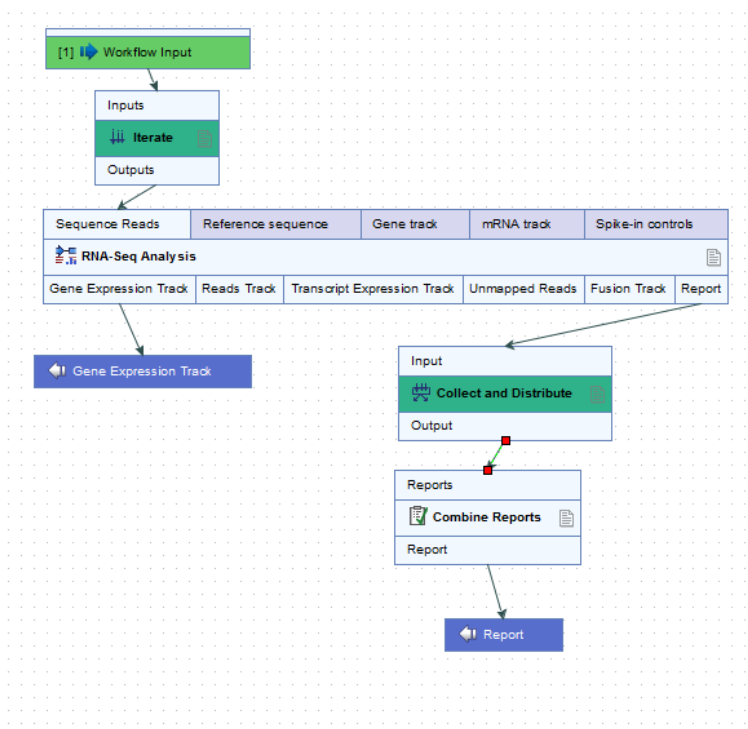 [1] Workflow Input
Inputs
Iterate
Outputs
Sequence Reads Reference sequence Gene track mRNA track Spike-in controls
RNA-Seq Analysis
Gene Expression Track Reads Track Transcript Expression Track Unmapped Reads Fusion Track Report
Gene Expression Track
Input
Collect and Distribute
Output
Reports
Combine Reports
Report
Report